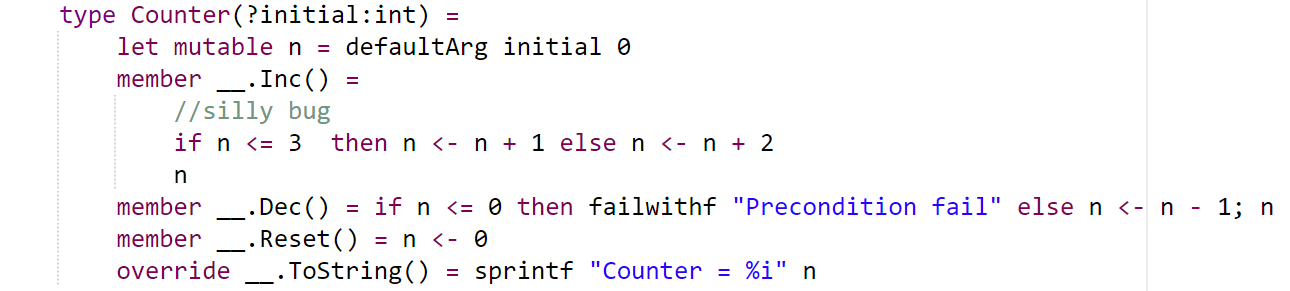 type Counter(?initial:int) =
let mutable n = defaultArg initial 0
member __.Inc() =
//silly bug
if n <= 3  then n <- n + 1 else n <- n + 2
n
member __.Dec() = if n <= 0 then failwithf "Precondition fail" else n <- n - 1; n
member __.Reset() = n <- 0
override __.ToString() = sprintf "Counter = %i" n